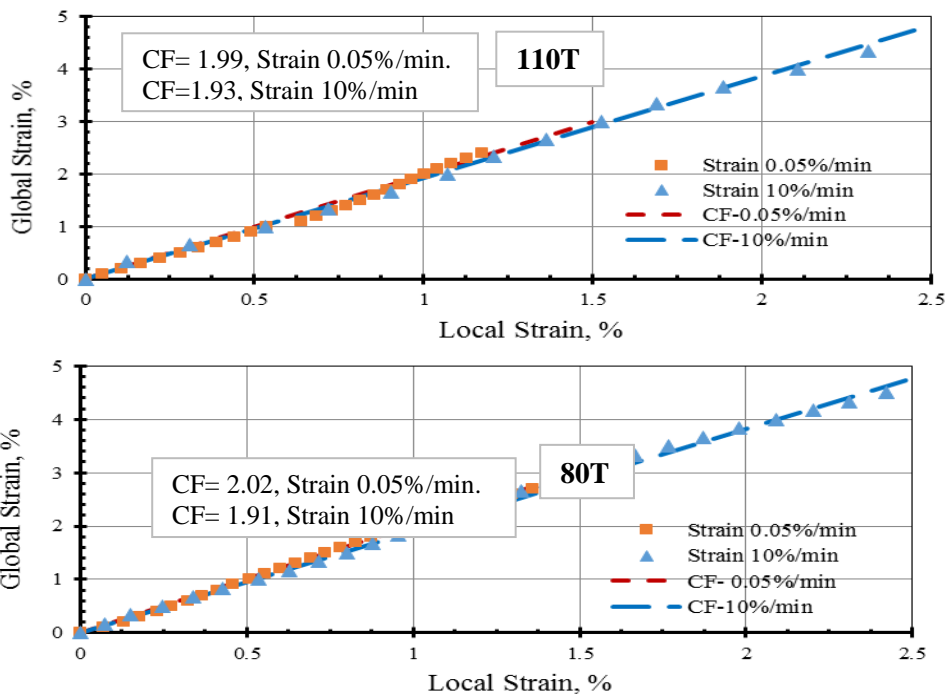 CF= 1.99, Strain 0.05%/min.
CF=1.93, Strain 10%/min
110T
Global Strain, %
5
4
3
2
1
0
Strain 0.05%/min
Strain 10%/min
CF-0.05%/min
CF-10%/min
0 0.5 1 1.5 2 2.5
Local Strain, %
CF= 2.02, Strain 0.05%/min.
CF= 1.91, Strain 10%/min
80T
Global Strain, %
5
4
3
2
1
0
Strain 0.05%/min
Strain 10%/min
CF- 0.05%/min
CF-10%/min
0 0.5 1 1.5 2 2.5
Local Strain, %